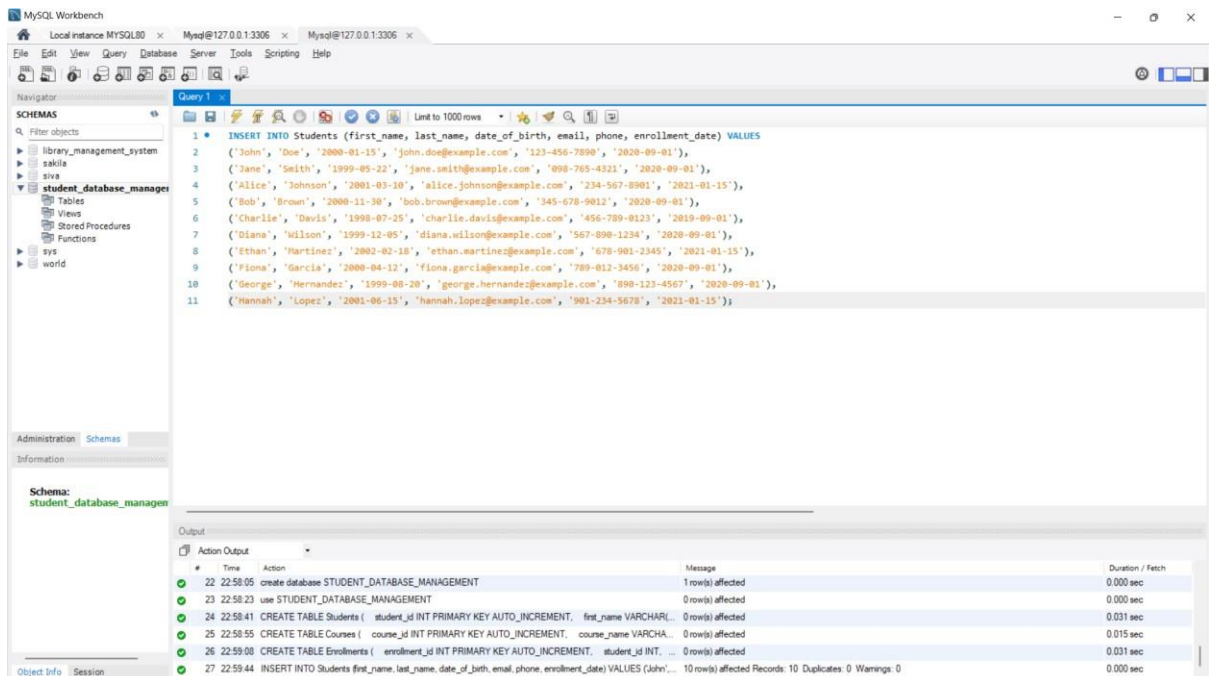 MySQL Workbench
Local instance MYSQL80 Mysql@127.0.0.1:3306 Mysql@127.0.0.1:3306
File Edit View Query Database Server Tools Scripting Help
Navigator
Query 1
SCHEMAS
Limit to 1000 rows
Filter objects
library_management_system
sakila
siva
student_database_manager
Tables
Views
Stored Procedures
Functions
sys
world
1 INSERT INTO Students (first_name, last_name, date_of_birth, email, phone, enrollment_date) VALUES
2 ('John', 'Doe', '2000-01-15', 'john.doe@example.com', '123-456-7890', '2020-09-01'),
3 ('Jane', 'Smith', '1999-05-22', 'jane.smith@example.com', '098-765-4321', '2020-09-01'),
4 ('Alice', 'Johnson', '2001-03-10', 'alice.johnson@example.com', '234-567-8901', '2021-01-15'),
5 ('Bob', 'Brown', '2000-11-30', 'bob.brown@example.com', '345-678-9012', '2020-09-01'),
6 ('Charlie', 'Davis', '1998-07-25', 'charlie.davis@example.com', '456-789-0123', '2019-09-01'),
7 ('Diana', 'Wilson', '1999-12-05', 'diana.wilson@example.com', '567-890-1234', '2020-09-01'),
8 ('Ethan', 'Martinez', '2002-02-18', 'ethan.martinez@example.com', '678-901-2345', '2021-01-15'),
9 ('Fiona', 'Garcia', '2000-04-12', 'fiona.garcia@example.com', '789-012-3456', '2020-09-01'),
10 ('George', 'Hernandez', '1999-08-20', 'george.hernandez@example.com', '890-123-4567', '2020-09-01'),
11 ('Hannah', 'Lopez', '2001-06-15', 'hannah.lopez@example.com', '901-234-5678', '2021-01-15');
Administration Schemas
Information
Schema:
student_database_managem
Object Info Session
Output
Action Output
# Time Action Message Duration / Fetch
22 22:58:05 create database STUDENT_DATABASE_MANAGEMENT 1 row(s) affected 0.000 sec
23 22:58:23 use STUDENT_DATABASE_MANAGEMENT 0 row(s) affected 0.000 sec
24 22:58:41 CREATE TABLE Students ( student_id INT PRIMARY KEY AUTO_INCREMENT, first_name VARCHAR(... 0 row(s) affected 0.031 sec
25 22:58:55 CREATE TABLE Courses ( course_id INT PRIMARY KEY AUTO_INCREMENT, course_name VARCHA... 0 row(s) affected 0.015 sec
26 22:59:08 CREATE TABLE Enrollments ( enrollment_id INT PRIMARY KEY AUTO_INCREMENT, student_id INT, ... 0 row(s) affected 0.031 sec
27 22:59:44 INSERT INTO Students (first_name, last_name, date_of_birth, email, phone, enrollment_date) VALUES ('John',... 10 row(s) affected Records: 10 Duplicates: 0 Warnings: 0 0.000 sec